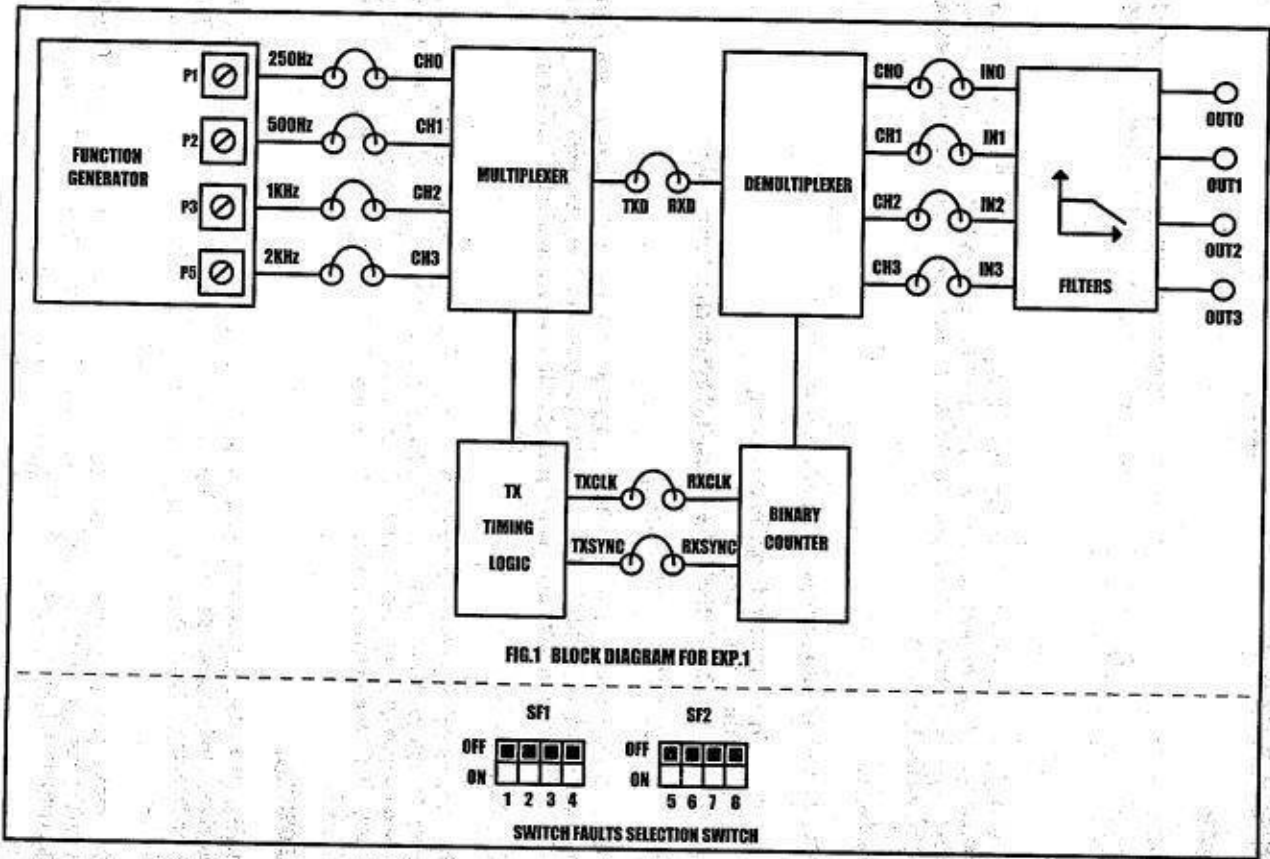 P1
250Hz
CH0
P2
500Hz
CH1
FUNCTION
GENERATOR
P3
1KHz
CH2
P5
2KHz
CH3
MULTIPLEXER
TXD
RXD
DEMULTIPLEXER
CH0
IN0
CH1
IN1
CH2
IN2
CH3
IN3
FILTERS
OUT0
OUT1
OUT2
OUT3
TX
TIMING
LOGIC
TXCLK
RXCLK
TXSYNC
RXSYNC
BINARY
COUNTER
FIG.1 BLOCK DIAGRAM FOR EXP.1
SF1
OFF
ON
1 2 3 4
SF2
OFF
ON
5 6 7 8
SWITCH FAULTS SELECTION SWITCH